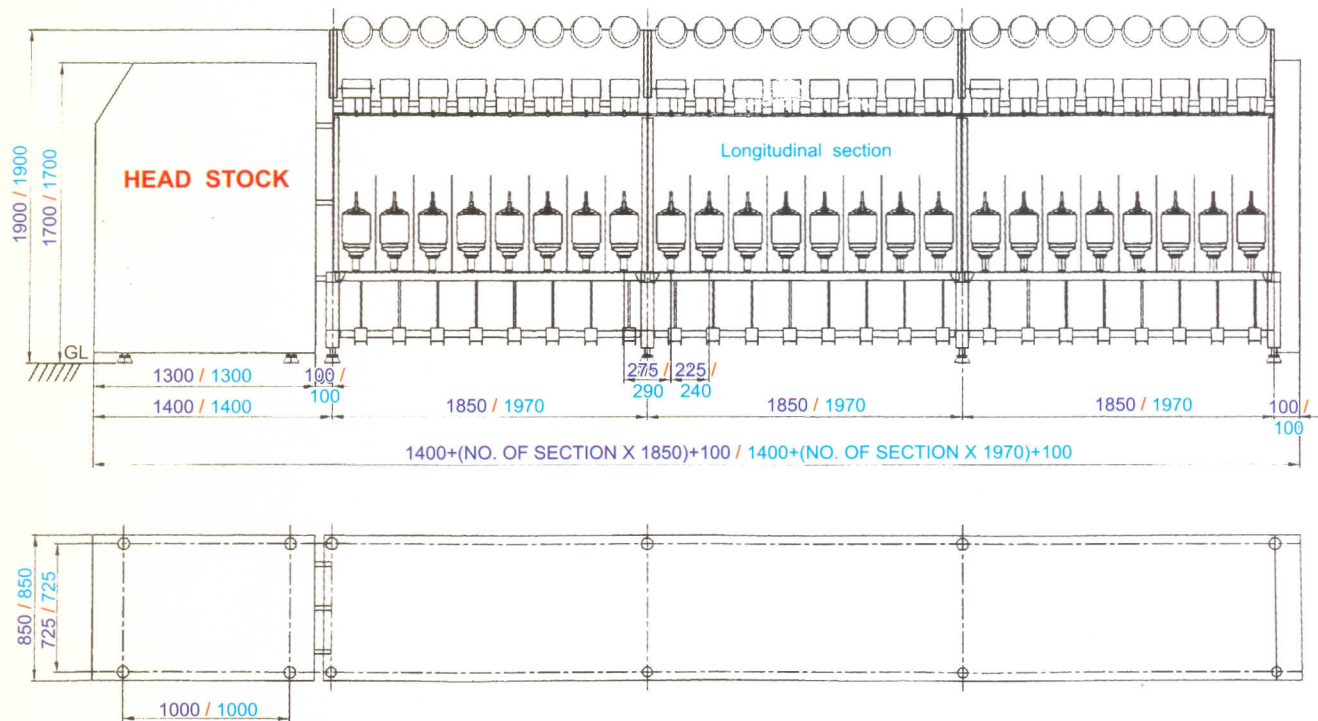 Longitudinal section
HEAD STOCK
1900 / 1900
1700 / 1700
GL
1300 / 1300
100 /
100
275 /
290
225 /
240
1400 / 1400
1850 / 1970
1850 / 1970
1850 / 1970
100 /
100
1400+(NO. OF SECTION X 1850)+100 / 1400+(NO. OF SECTION X 1970)+100
850 / 850
725 / 725
1000 / 1000